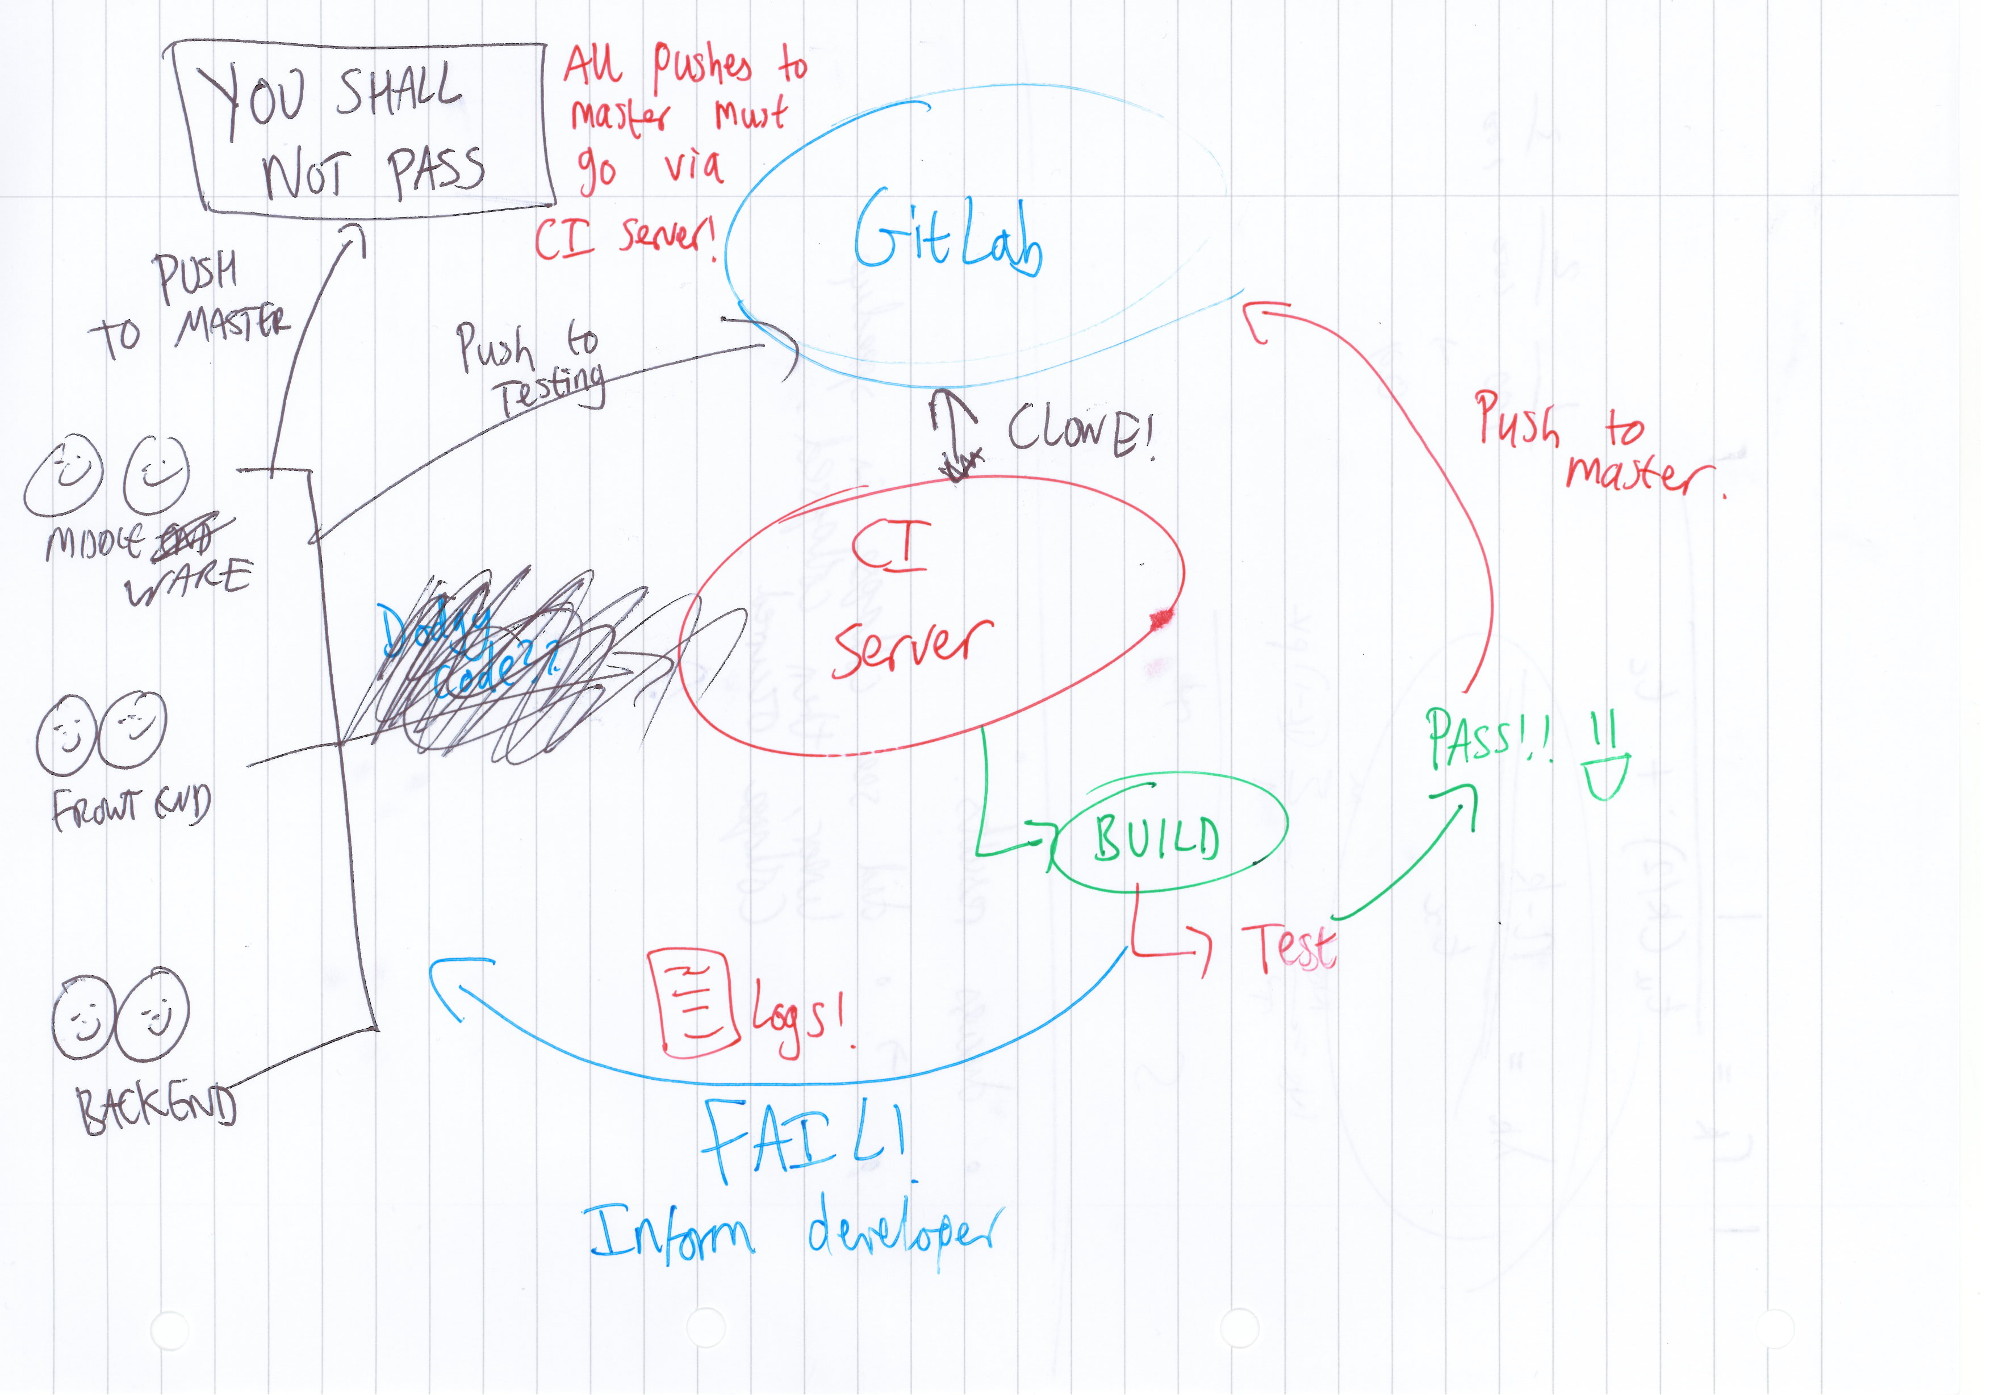 YOU SHALL
NOT PASS
All pushes to
master must
go via
CI server!
GitLab
PUSH
TO MASTER
Push to
Testing
CLONE!
Push to
master.
MIDDLE
WARE
CI
server
Dodgy
Code??
PASS!!
FRONT END
BUILD
Test
Logs!
BACKEND
FAIL!
Inform developer